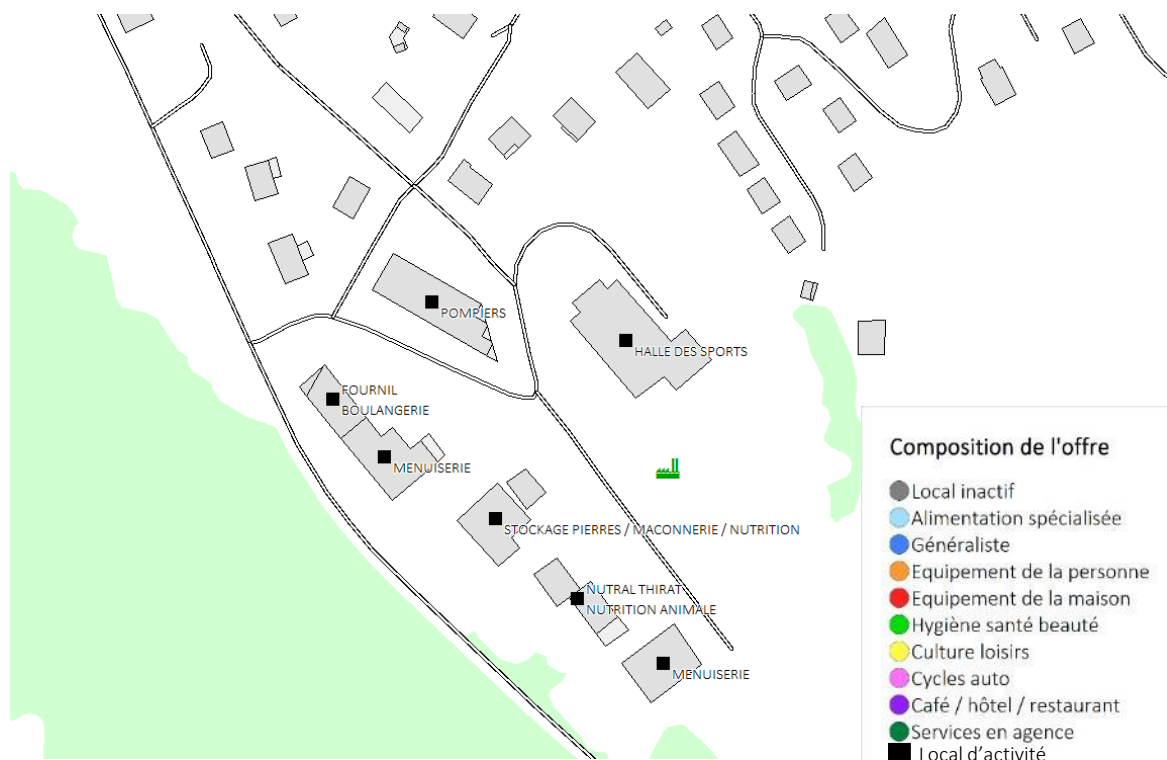 POMPIERS
HALLE DES SPORTS
FOURNIL
BOULANGERIE
MENUISERIE
STOCKAGE PIERRES / MACONNERIE / NUTRITION
NUTRAL THIRAT
NUTRITION ANIMALE
MENUISERIE
Composition de l'offre
Local inactif
Alimentation spécialisée
Généraliste
Equipement de la personne
Equipement de la maison
Hygiène santé beauté
Culture loisirs
Cycles auto
Café / hôtel / restaurant
Services en agence
Local d'activité